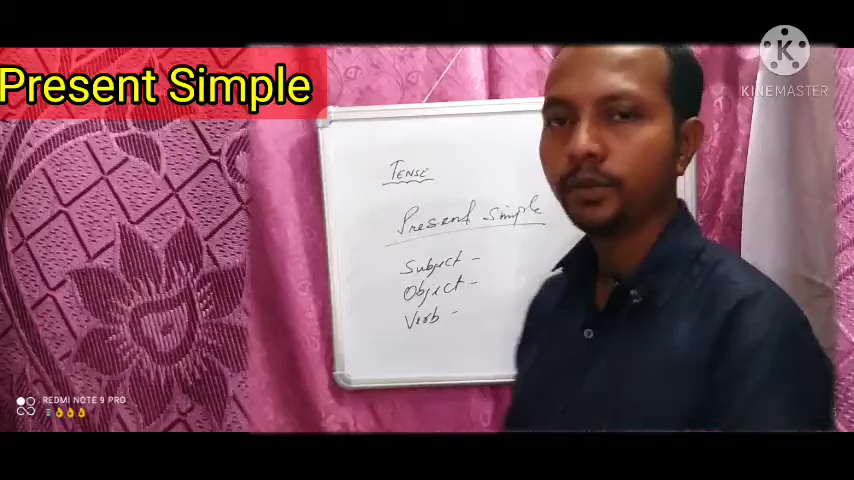 Present Simple
KINEMASTER
TENSE
Present simple
Subject -
Object -
Verb -
REDMI NOTE 9 PRO